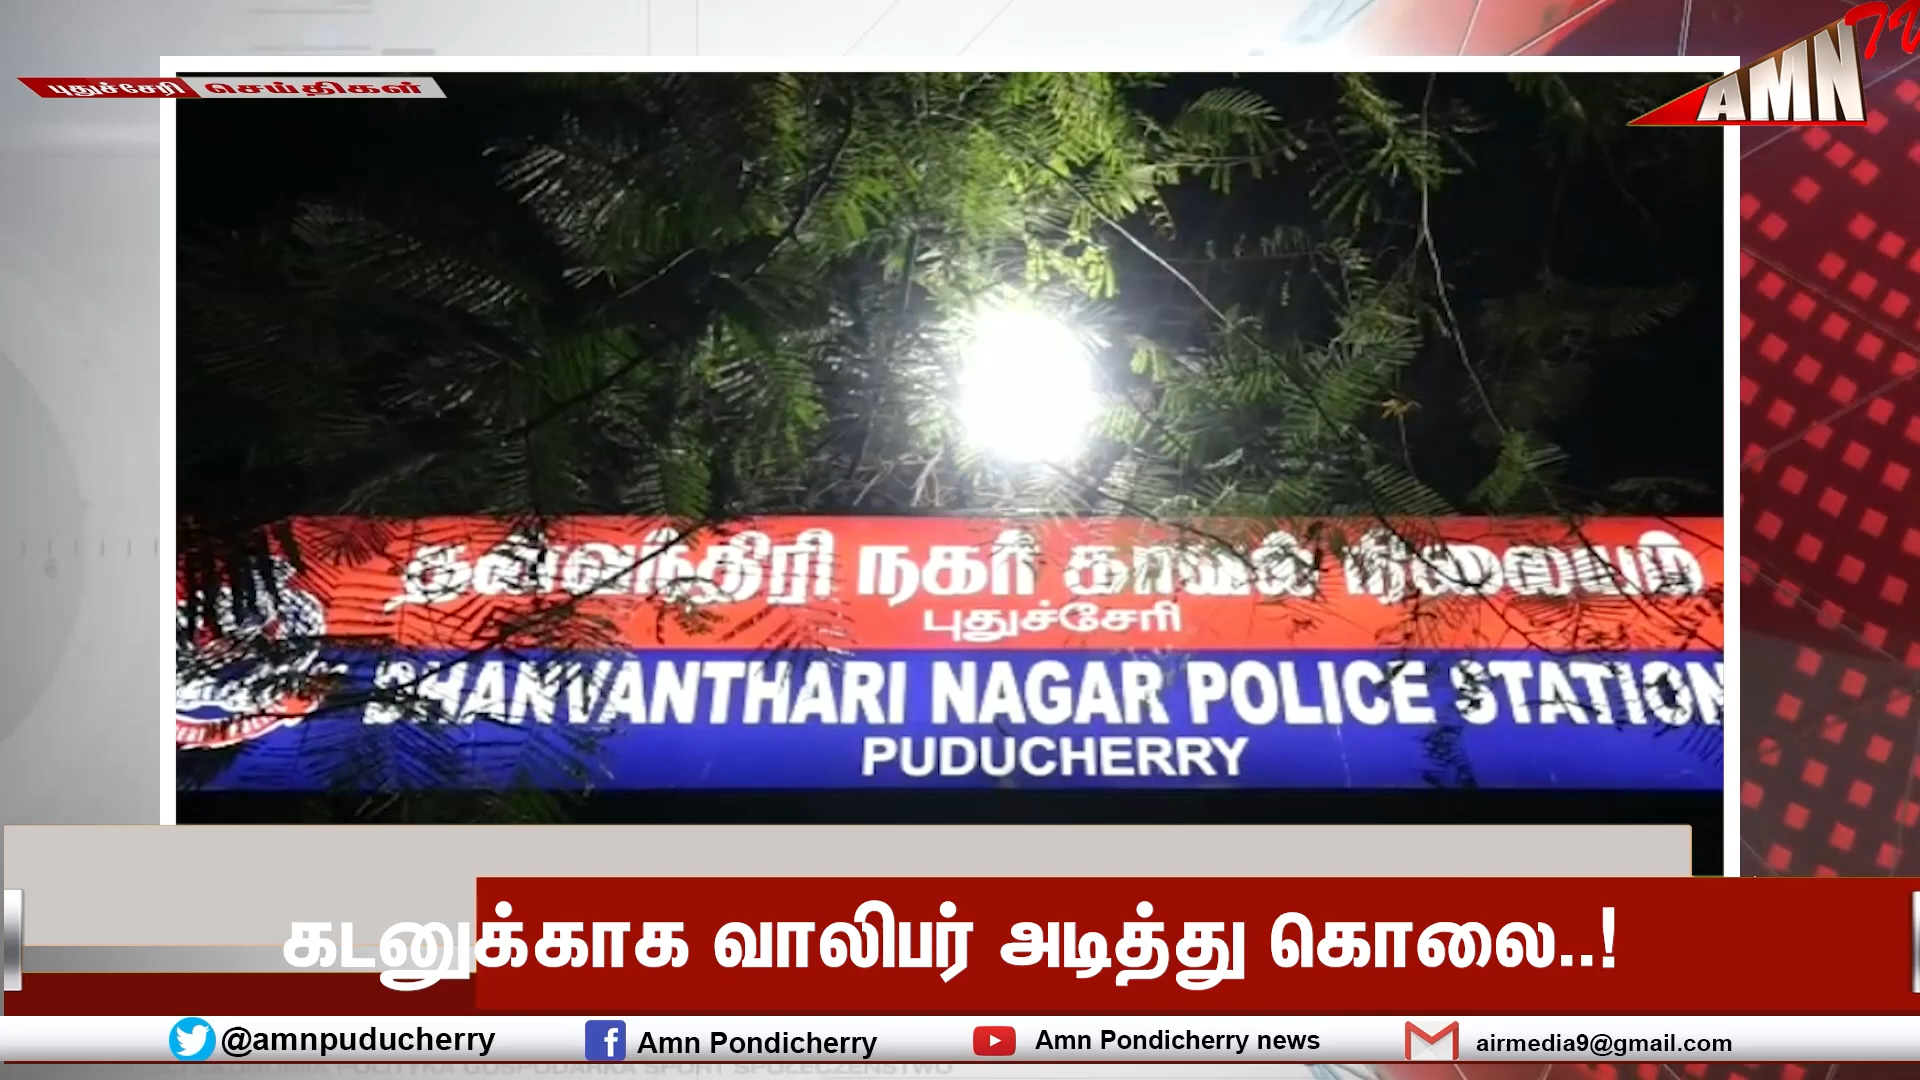 AMN TV
புதுச்சேரி செய்திகள்
தன்வந்திரி நகர் காவல் நிலையம்
புதுச்சேரி
DHANVANTHARI NAGAR POLICE STATION
PUDUCHERRY
கடனுக்காக வாலிபர் அடித்து கொலை..!
@amnpuducherry
Amn Pondicherry
Amn Pondicherry news
airmedia9@gmail.com